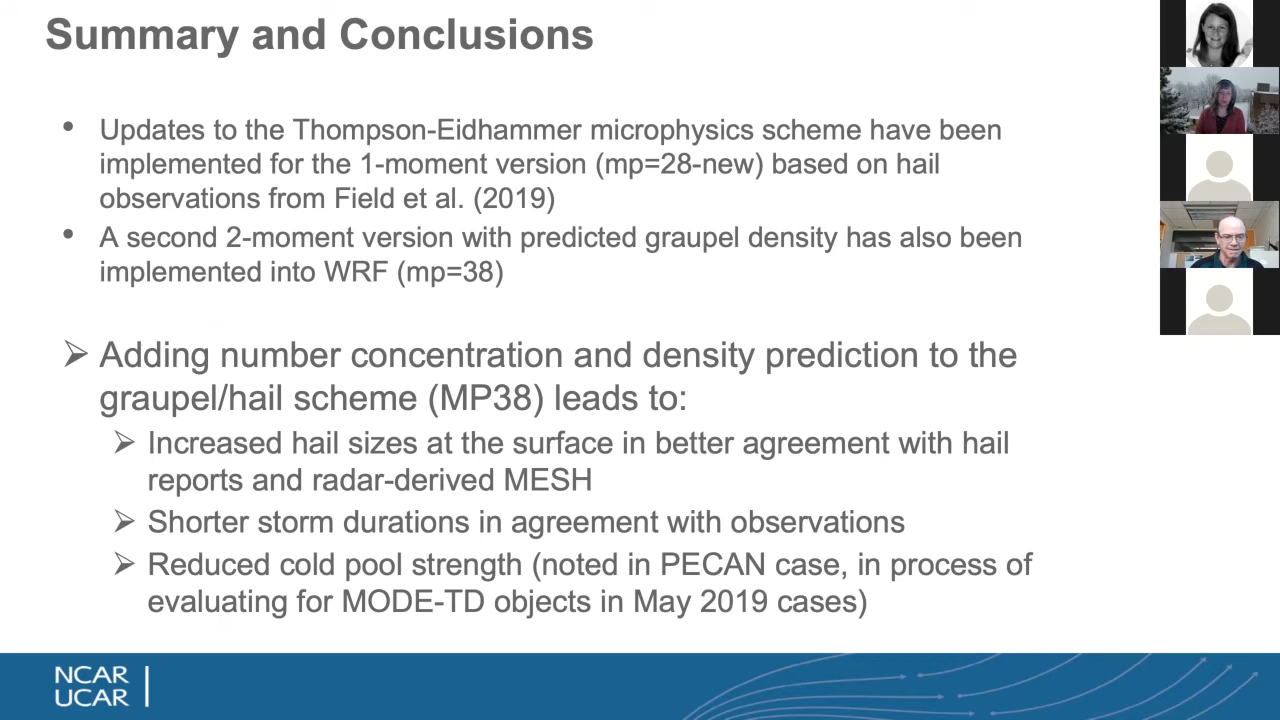 Summary and Conclusions
• Updates to the Thompson-Eidhammer microphysics scheme have been
implemented for the 1-moment version (mp=28-new) based on hail
observations from Field et al. (2019)
• A second 2-moment version with predicted graupel density has also been
implemented into WRF (mp=38)
➢ Adding number concentration and density prediction to the
graupel/hail scheme (MP38) leads to:
➢ Increased hail sizes at the surface in better agreement with hail
reports and radar-derived MESH
➢ Shorter storm durations in agreement with observations
➢ Reduced cold pool strength (noted in PECAN case, in process of
evaluating for MODE-TD objects in May 2019 cases)
NCAR
UCAR